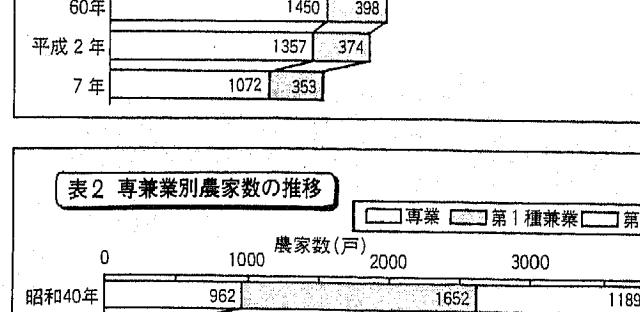 60年 1450 398
平成2年 1357 374
7年 1072 353
表2 専兼業別農家数の推移
専業 第1種兼業 第
農家数(戸)
0 1000 2000 3000
昭和40年 962 1652 1189